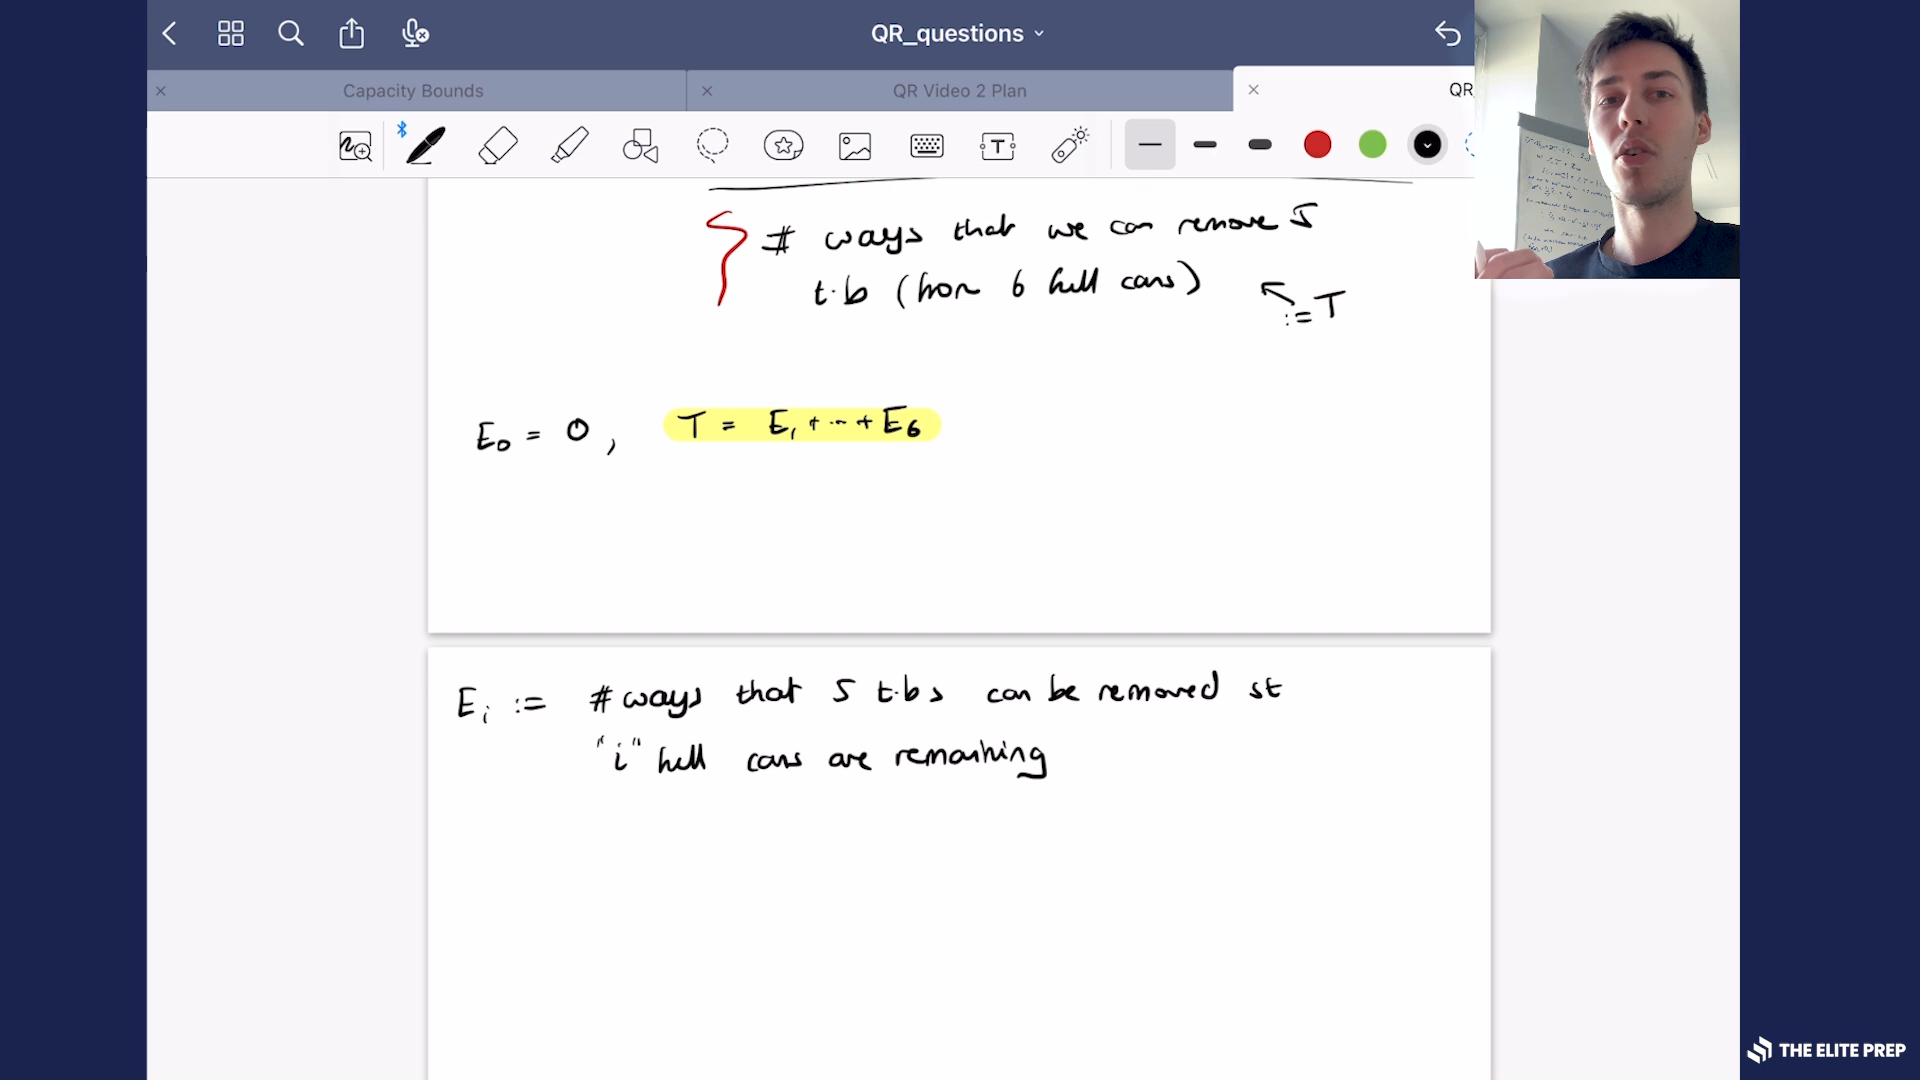 QR_questions
Capacity Bounds
QR Video 2 Plan
QR
# ways that we can remove 5
t.b (from 6 full cans)
:= T
E₀ = 0, T = E₁ + ... + E₆
Eᵢ := # ways that 5 t.bs can be removed st
"i" full cans are remaining
THE ELITE PREP